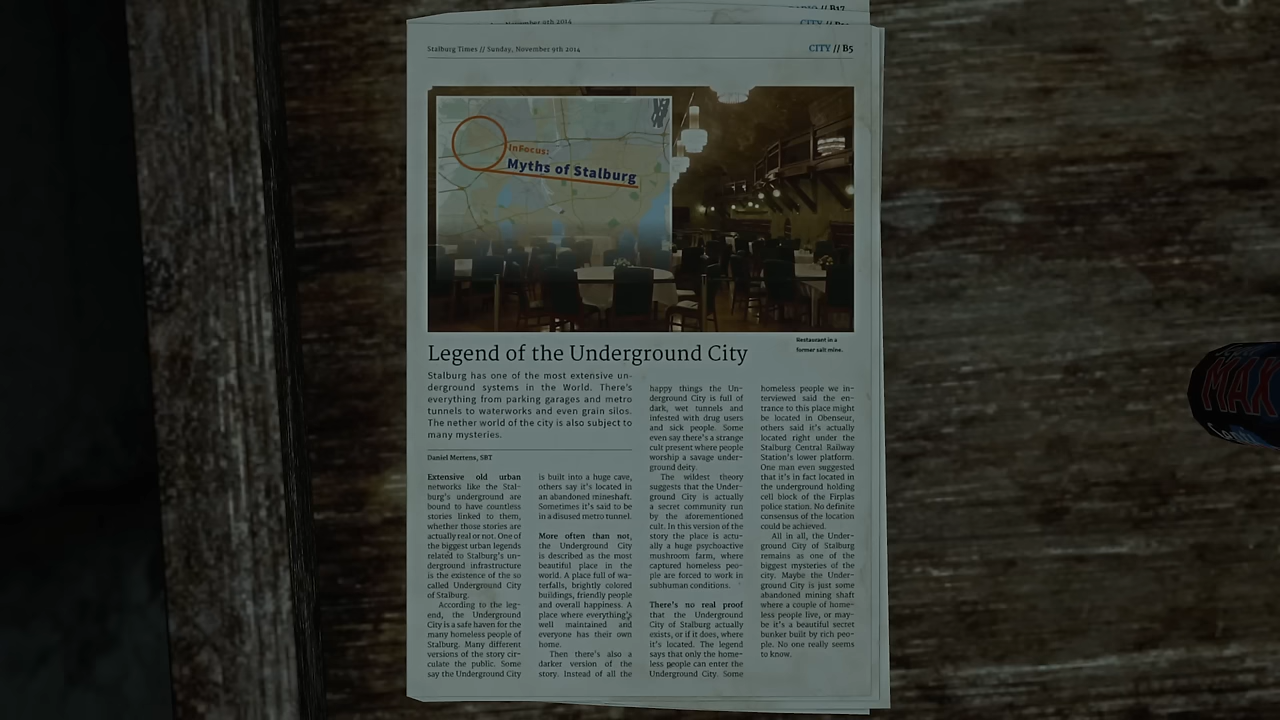 November 9th 2014
B17
CITY //
Stalburg Times // Sunday, November 9th 2014
CITY // B5
InFocus:
Myths of Stalburg
Restaurant in a
former salt mine.
Legend of the Underground City
Stalburg has one of the most extensive un-
derground systems in the World. There's
everything from parking garages and metro
tunnels to waterworks and even grain silos.
The nether world of the city is also subject to
many mysteries.
Daniel Mertens, SBT
Extensive old urban
networks like the Stal-
burg's underground are
bound to have countless
stories linked to them,
whether those stories are
actually real or not. One of
the biggest urban legends
related to Stalburg's un-
derground infrastructure
is the existence of the so
called Underground City
of Stalburg.
According to the leg-
end, the Underground
City is a safe haven for the
many homeless people of
Stalburg. Many different
versions of the story cir-
culate the public. Some
say the Underground City
is built into a huge cave,
others say it's located in
an abandoned mineshaft.
Sometimes it's said to be
in a disused metro tunnel.
More often than not,
the Underground City
is described as the most
beautiful place in the
world. A place full of wa-
terfalls, brightly colored
buildings, friendly people
and overall happiness. A
place where everything's
well maintained and
everyone has their own
home.
Then there's also a
darker version of the
story. Instead of all the
happy things the Un-
derground City is full of
dark, wet tunnels and
infested with drug users
and sick people. Some
even say there's a strange
cult present where people
worship a savage under-
ground deity.
The wildest theory
suggests that the Under-
ground City is actually
a secret community run
by the aforementioned
cult. In this version of the
story the place is actu-
ally a huge psychoactive
mushroom farm, where
captured homeless peo-
ple are forced to work in
subhuman conditions.
There's no real proof
that the Underground
City of Stalburg actually
exists, or if it does, where
it's located. The legend
says that only the home-
less people can enter the
Underground City. Some
homeless people we in-
terviewed said the en-
trance to this place might
be located in Obenseur,
others said it's actually
located right under the
Stalburg Central Railway
Station's lower platform.
One man even suggested
that it's in fact located in
the underground holding
cell block of the Firplas
police station. No definite
consensus of the location
could be achieved.
All in all, the Under-
ground City of Stalburg
remains as one of the
biggest mysteries of the
city. Maybe the Under-
ground City is just some
abandoned mining shaft
where a couple of home-
less people live, or may-
be it's a beautiful secret
bunker built by rich peo-
ple. No one really seems
to know.
MAX